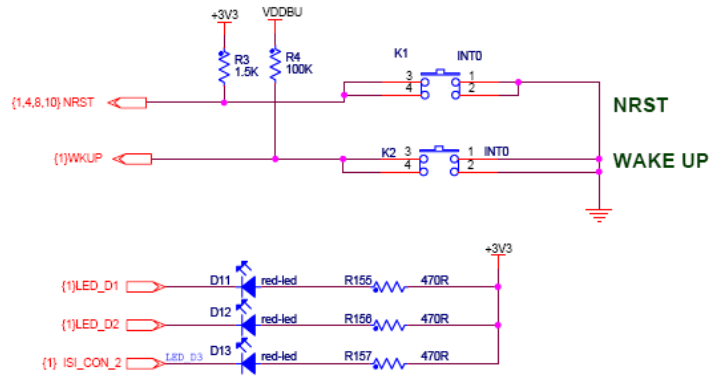 +3V3
VDDBU
R3
1.5K
R4
100K
K1
INT0
3
4
1
2
{1,4,8,10} NRST
NRST
{1}WKUP
K2
3
4
1
2
INT0
WAKE UP
+3V3
{1}LED_D1
D11
red-led
R155
470R
{1}LED_D2
D12
red-led
R156
470R
{1} ISI_CON_2
LED_D3
D13
red-led
R157
470R